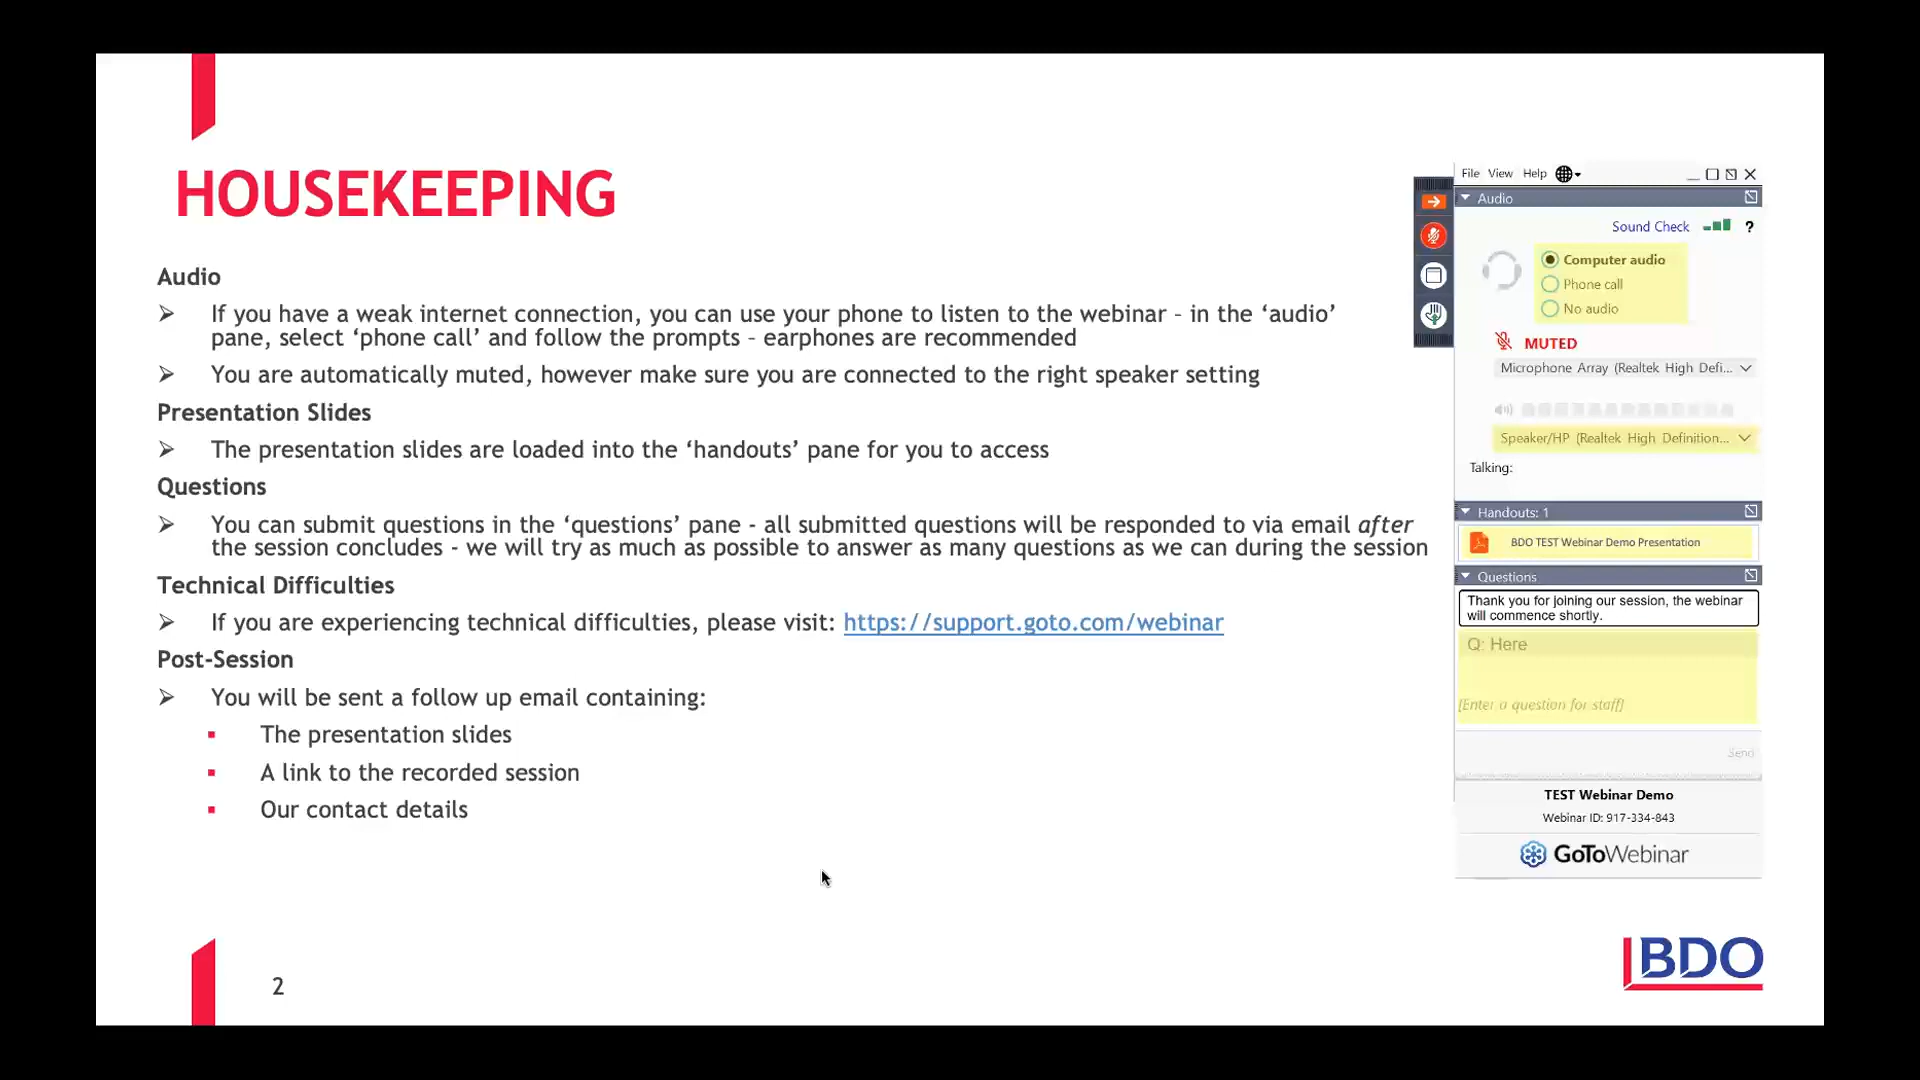 HOUSEKEEPING
Audio
If you have a weak internet connection, you can use your phone to listen to the webinar – in the ‘audio’
pane, select ‘phone call’ and follow the prompts – earphones are recommended
You are automatically muted, however make sure you are connected to the right speaker setting
Presentation Slides
The presentation slides are loaded into the ‘handouts’ pane for you to access
Questions
You can submit questions in the ‘questions’ pane - all submitted questions will be responded to via email after
the session concludes - we will try as much as possible to answer as many questions as we can during the session
Technical Difficulties
If you are experiencing technical difficulties, please visit: https://support.goto.com/webinar
Post-Session
You will be sent a follow up email containing:
The presentation slides
A link to the recorded session
Our contact details
2
File View Help
Audio
Sound Check ?
Computer audio
Phone call
No audio
MUTED
Microphone Array (Realtek High Defi...
Speaker/HP (Realtek High Definition...
Talking:
Handouts: 1
BDO TEST Webinar Demo Presentation
Questions
Thank you for joining our session, the webinar
will commence shortly.
Q: Here
[Enter a question for staff]
Send
TEST Webinar Demo
Webinar ID: 917-334-843
GoToWebinar
BDO